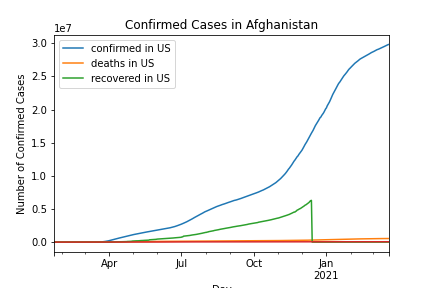 Confirmed Cases in Afghanistan
1e7
confirmed in US
deaths in US
recovered in US
Number of Confirmed Cases
3.0
2.5
2.0
1.5
1.0
0.5
0.0
Apr Jul Oct Jan
2021